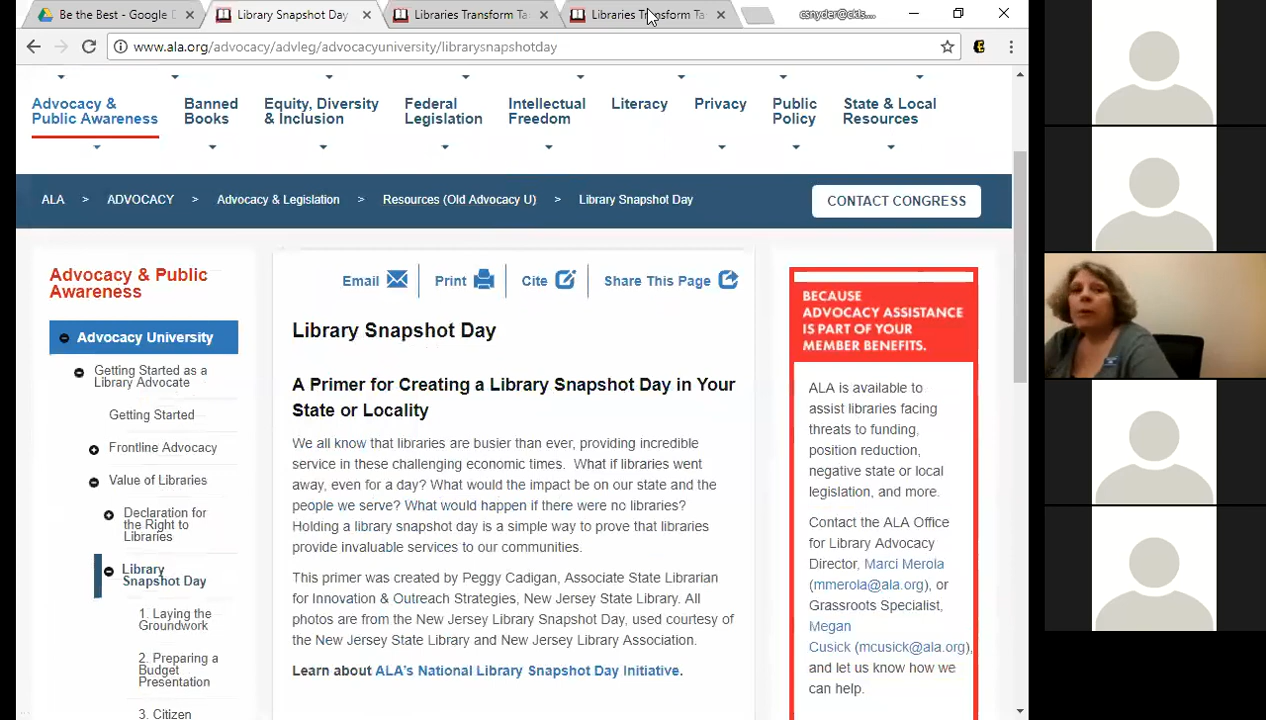 Be the Best - Google D
Library Snapshot Day
Libraries Transform Ta
Libraries Transform Ta
csnyder@ckts...
www.ala.org/advocacy/advleg/advocacyuniversity/librarysnapshotday
Advocacy &
Public Awareness
Banned
Books
Equity, Diversity
& Inclusion
Federal
Legislation
Intellectual
Freedom
Literacy
Privacy
Public
Policy
State & Local
Resources
ALA > ADVOCACY > Advocacy & Legislation > Resources (Old Advocacy U) > Library Snapshot Day
CONTACT CONGRESS
Advocacy & Public
Awareness
Advocacy University
Getting Started as a
Library Advocate
Getting Started
Frontline Advocacy
Value of Libraries
Declaration for
the Right to
Libraries
Library
Snapshot Day
1. Laying the
Groundwork
2. Preparing a
Budget
Presentation
3. Citizen
Email
Print
Cite
Share This Page
Library Snapshot Day
A Primer for Creating a Library Snapshot Day in Your
State or Locality
We all know that libraries are busier than ever, providing incredible
service in these challenging economic times. What if libraries went
away, even for a day? What would the impact be on our state and the
people we serve? What would happen if there were no libraries?
Holding a library snapshot day is a simple way to prove that libraries
provide invaluable services to our communities.
This primer was created by Peggy Cadigan, Associate State Librarian
for Innovation & Outreach Strategies, New Jersey State Library. All
photos are from the New Jersey Library Snapshot Day, used courtesy of
the New Jersey State Library and New Jersey Library Association.
Learn about ALA's National Library Snapshot Day Initiative.
BECAUSE
ADVOCACY ASSISTANCE
IS PART OF YOUR
MEMBER BENEFITS.
ALA is available to
assist libraries facing
threats to funding,
position reduction,
negative state or local
legislation, and more.
Contact the ALA Office
for Library Advocacy
Director, Marci Merola
(mmerola@ala.org), or
Grassroots Specialist,
Megan
Cusick (mcusick@ala.org),
and let us know how we
can help.